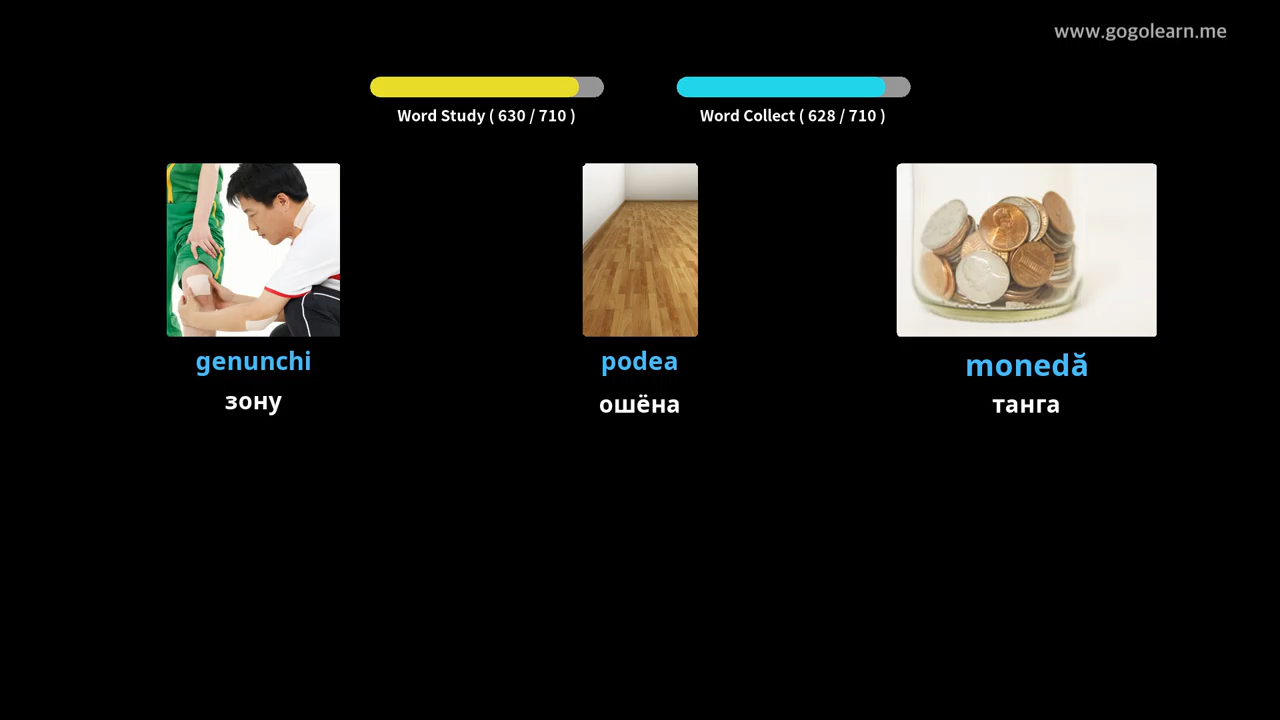 www.gogolearn.me
Word Study ( 630 / 710 )
Word Collect ( 628 / 710 )
genunchi
podea
monedă
зону
ошёна
танга